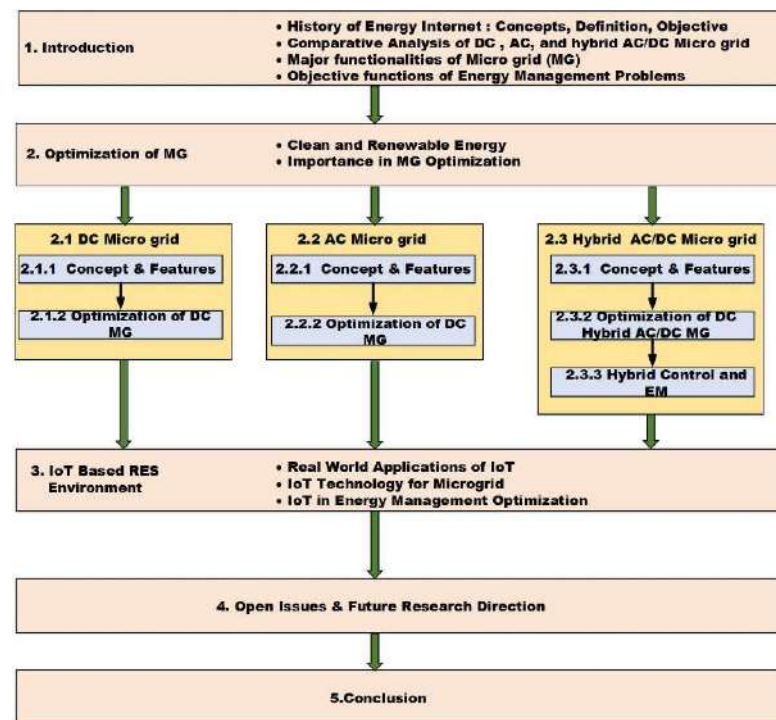 1. Introduction
• History of Energy Internet : Concepts, Definition, Objective
• Comparative Analysis of DC , AC, and hybrid AC/DC Micro grid
• Major functionalities of Micro grid (MG)
• Objective functions of Energy Management Problems
2. Optimization of MG
• Clean and Renewable Energy
• Importance in MG Optimization
2.1 DC Micro grid
2.1.1 Concept & Features
2.1.2 Optimization of DC
MG
2.2 AC Micro grid
2.2.1 Concept & Features
2.2.2 Optimization of DC
MG
2.3 Hybrid AC/DC Micro grid
2.3.1 Concept & Features
2.3.2 Optimization of DC
Hybrid AC/DC MG
2.3.3 Hybrid Control and
EM
3. IoT Based RES
Environment
• Real World Applications of IoT
• IoT Technology for Microgrid
• IoT in Energy Management Optimization
4. Open Issues & Future Research Direction
5.Conclusion